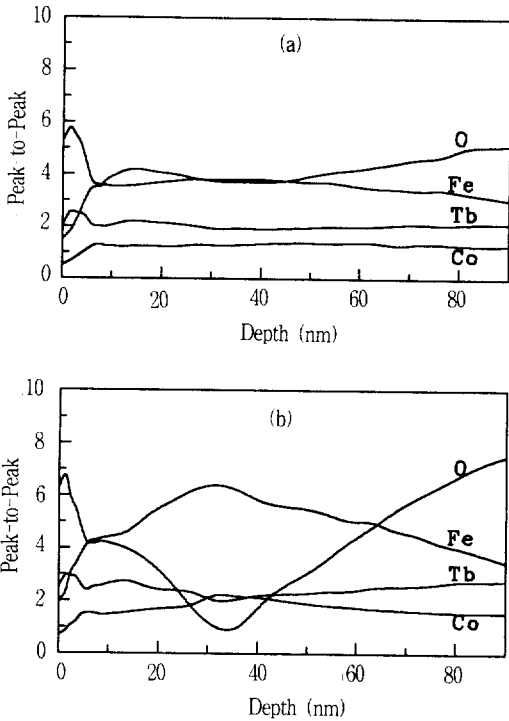 10
(a)
8
6
O
4
Fe
Tb
2
Co
0
0 20 40 60 80
Depth (nm)
Peak-to-Peak
10
(b)
O
8
6
Fe
4
Tb
2
Co
0
0 20 40 60 80
Depth (nm)
Peak-to-Peak